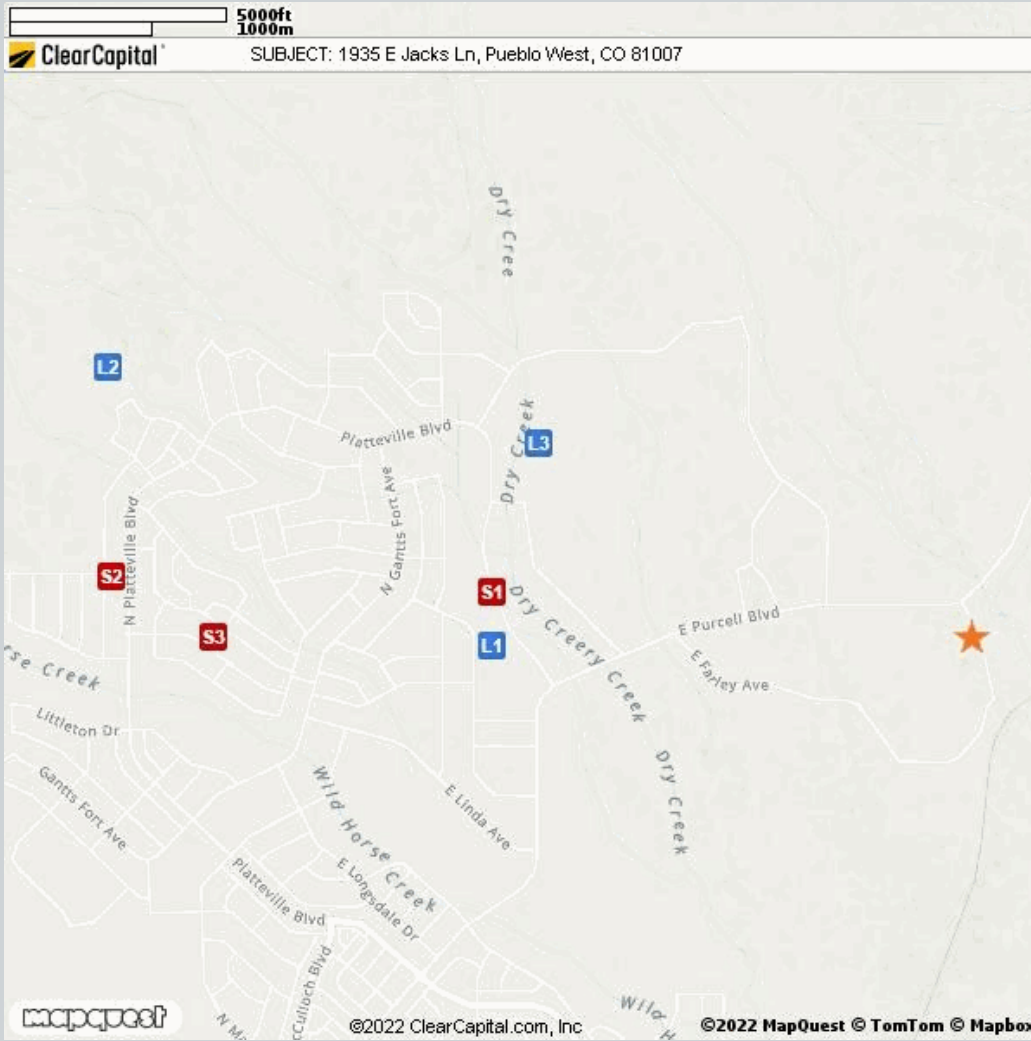 5000ft
1000m
ClearCapital
SUBJECT: 1935 E Jacks Ln, Pueblo West, CO 81007
Dry Cree
L2
Platteville Blvd
Dry Creek
L3
N Gantts Fort Ave
N Platteville Blvd
S2
S1
Dry Creery Creek
E Purcell Blvd
S3
L1
rse Creek
E Farley Ave
Littleton Dr
Gantts Fort Ave
Wild Horse Creek
Dry Creek
E Linda Ave
E Longsdale Dr
Platteville Blvd
cCulloch Blvd
Wild H
N M
mapquest
©2022 ClearCapital.com, Inc
©2022 MapQuest © TomTom © Mapbox